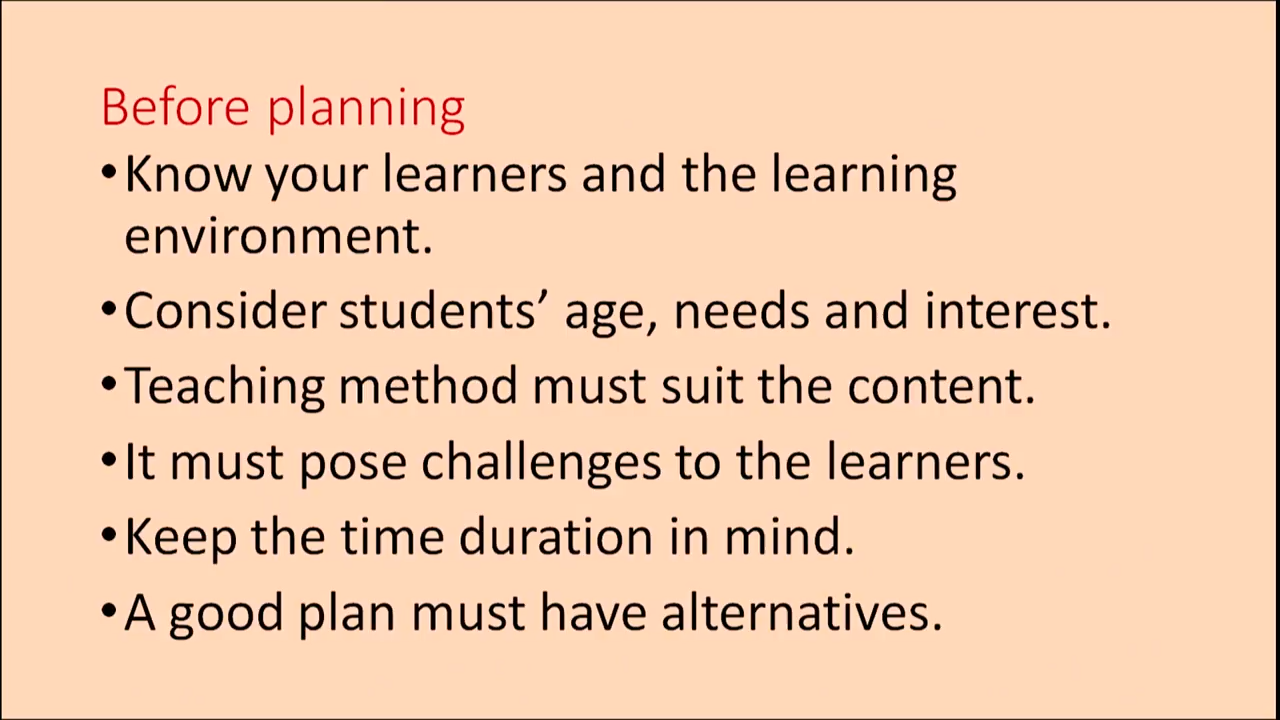 Before planning
•Know your learners and the learning
environment.
•Consider students’ age, needs and interest.
•Teaching method must suit the content.
•It must pose challenges to the learners.
•Keep the time duration in mind.
•A good plan must have alternatives.